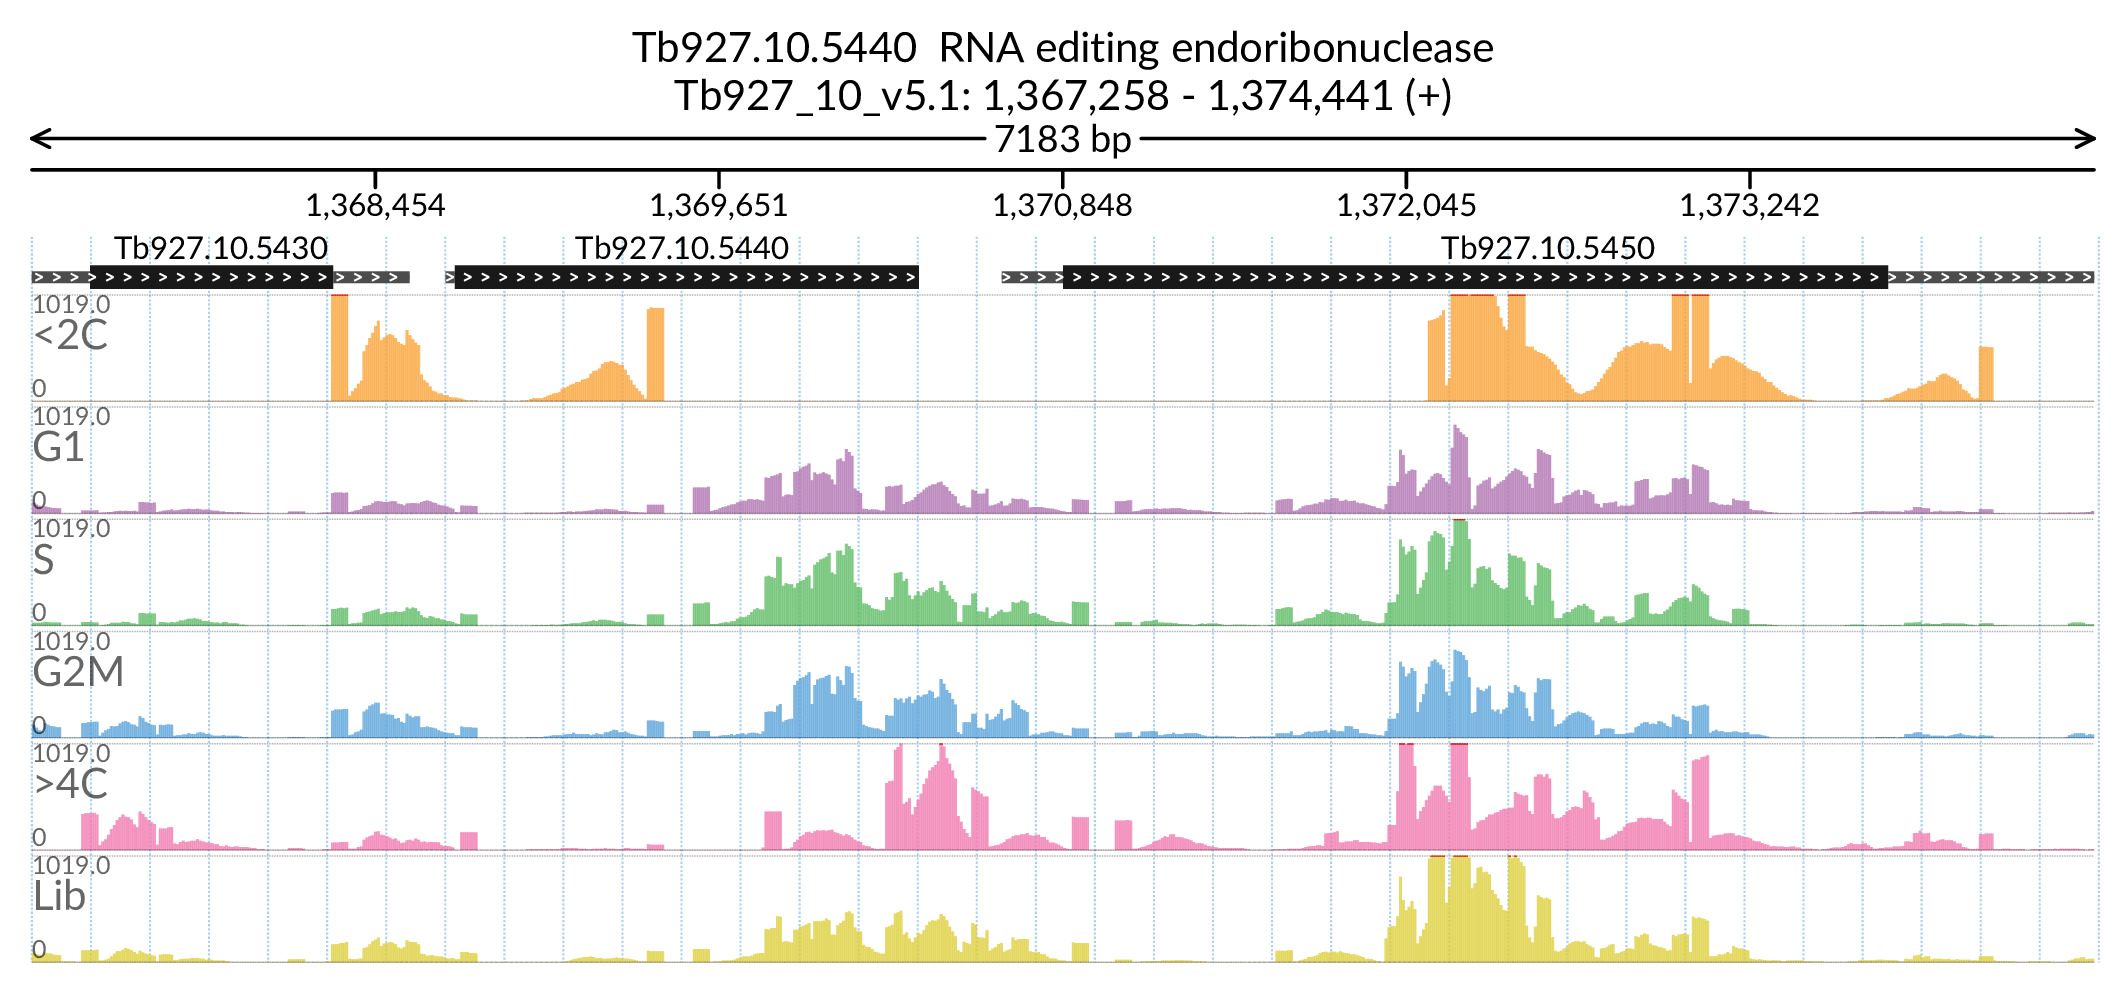 Tb927.10.5440  RNA editing endoribonuclease
Tb927_10_v5.1: 1,367,258 - 1,374,441 (+)
7183 bp
1,368,454 1,369,651 1,370,848 1,372,045 1,373,242
Tb927.10.5430 Tb927.10.5440 Tb927.10.5450
1019.0
<2C
0
1019.0
G1
0
1019.0
S
0
1019.0
G2M
0
1019.0
>4C
0
1019.0
Lib
0